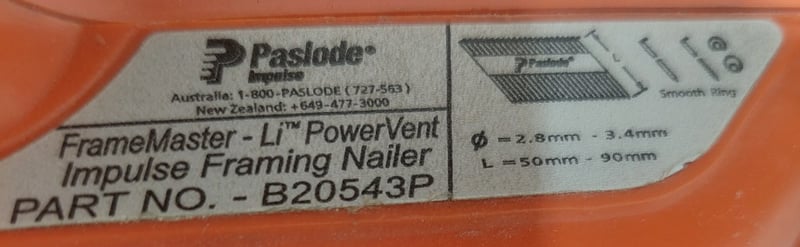 Paslode®
Impulse
Australia: 1-800-PASLODE (727-563)
New Zealand: +649-477-3000
FrameMaster - Li™ PowerVent
Impulse Framing Nailer
PART NO. - B20543P
Paslode®
L
Smooth Ring
ϕ = 2.8mm - 3.4mm
L = 50mm - 90mm